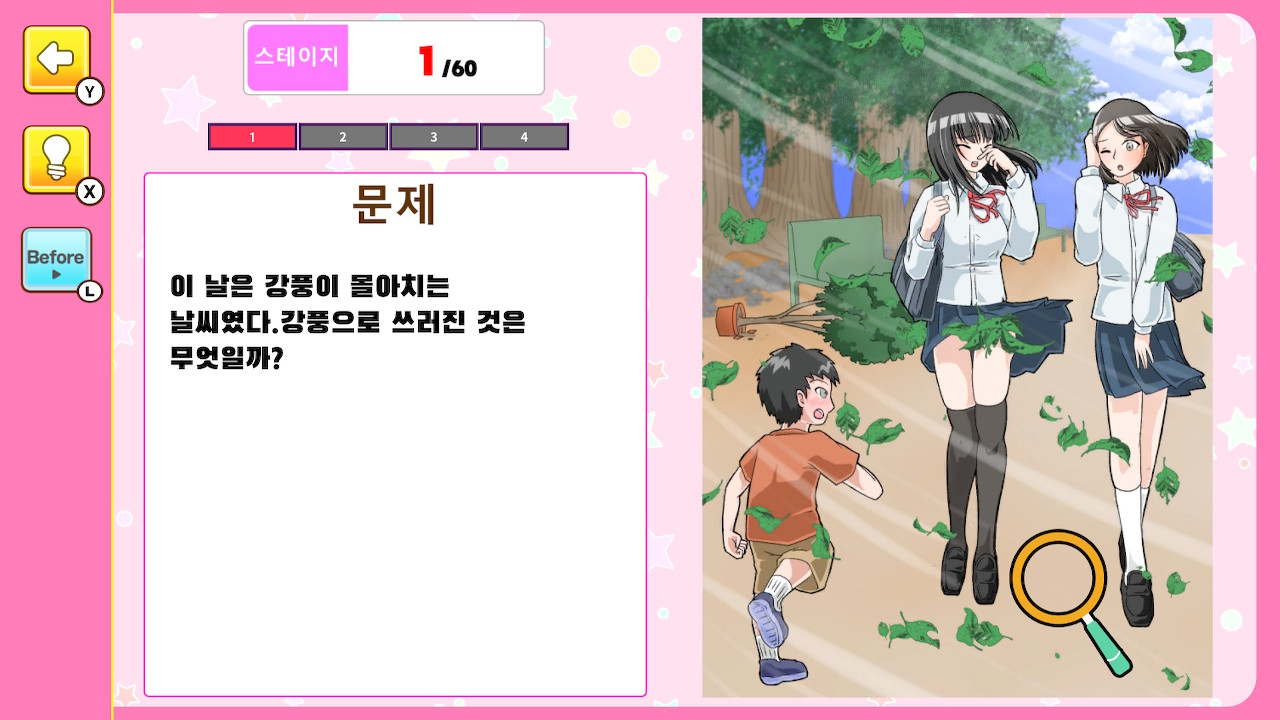 Y
X
Before
L
스테이지
1 /60
1 2 3 4
문제
이 날은 강풍이 몰아치는
날씨였다.강풍으로 쓰러진 것은
무엇일까?